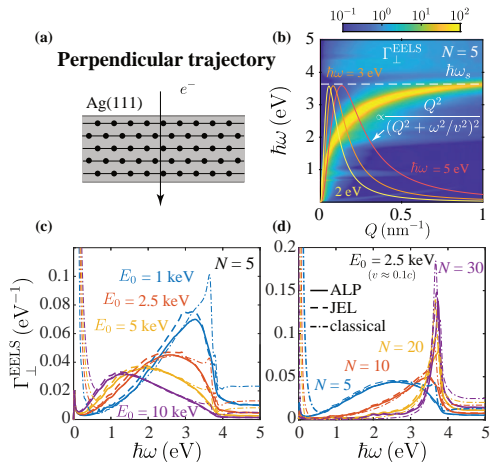 (a)
Perpendicular trajectory
e⁻
Ag(111)
10⁻¹ 10⁰ 10¹ 10²
(b)
Γ⊥^EELS N = 5
ħω = 3 eV ħωₛ
∝ Q² / (Q² + ω²/v²)²
ħω = 5 eV
2 eV
ħω (eV)
0 1 2 3 4 5
0 0.5 1
Q (nm⁻¹)
(c)
N = 5
E₀ = 1 keV
E₀ = 2.5 keV
E₀ = 5 keV
E₀ = 10 keV
Γ⊥^EELS (eV⁻¹)
0 0.02 0.04 0.06 0.08 0.1
0 1 2 3 4 5
ħω (eV)
(d)
E₀ = 2.5 keV
(v ≈ 0.1c)
N = 30
ALP
JEL
classical
N = 20
N = 10
N = 5
0 0.05 0.1 0.15 0.2
0 1 2 3 4 5
ħω (eV)